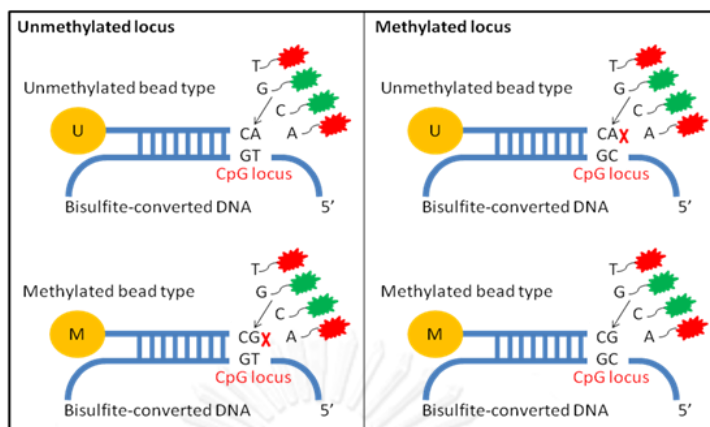 Unmethylated locus
Methylated locus
Unmethylated bead type
T
G
C
A
U
CA
GT
CpG locus
Bisulfite-converted DNA
5’
Unmethylated bead type
T
G
C
A
U
CAX
GC
CpG locus
Bisulfite-converted DNA
5’
Methylated bead type
T
G
C
A
M
CGX
GT
CpG locus
Bisulfite-converted DNA
5’
Methylated bead type
T
G
C
A
M
CG
GC
CpG locus
Bisulfite-converted DNA
5’